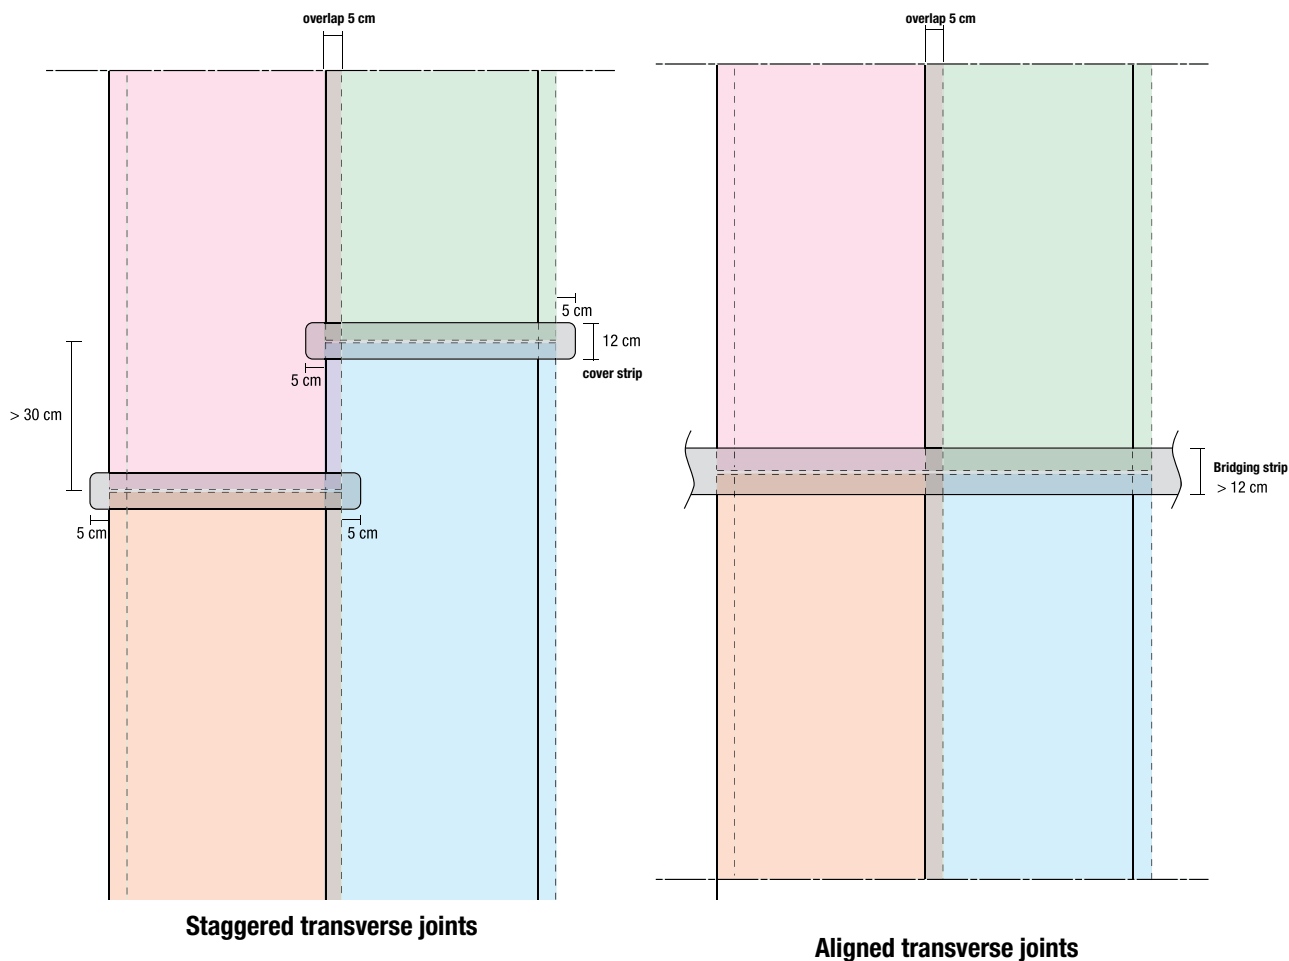 overlap 5 cm
overlap 5 cm
5 cm
12 cm
cover strip
5 cm
> 30 cm
5 cm
5 cm
Bridging strip
> 12 cm
Staggered transverse joints
Aligned transverse joints